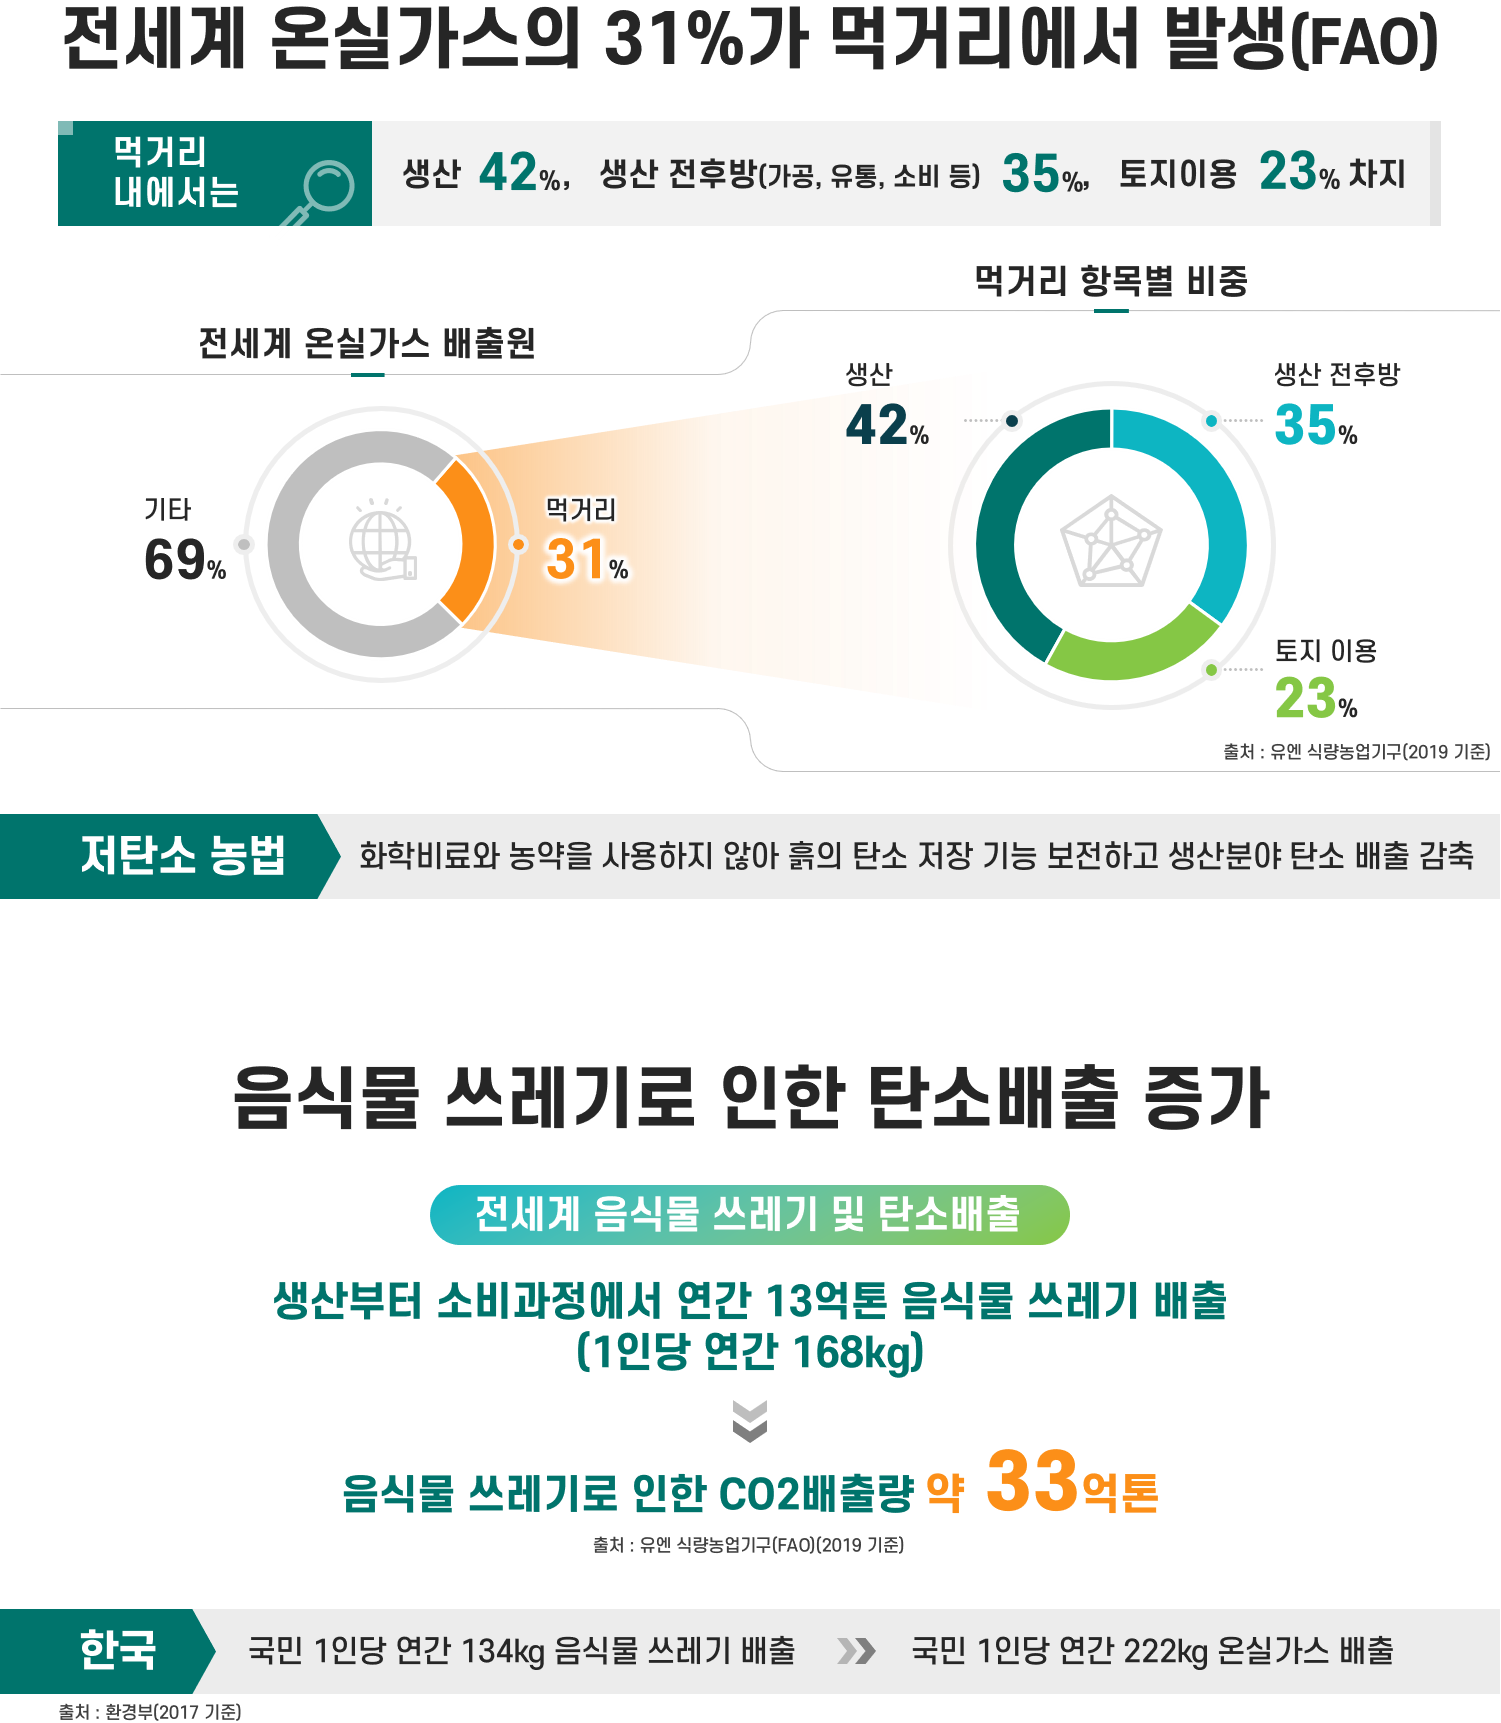 전세계 온실가스의 31%가 먹거리에서 발생(FAO)
먹거리
내에서는
생산 42%, 생산 전후방(가공, 유통, 소비 등) 35%, 토지이용 23% 차지
먹거리 항목별 비중
전세계 온실가스 배출원
생산
42%
생산 전후방
35%
기타
69%
먹거리
31%
토지 이용
23%
출처 : 유엔 식량농업기구(2019 기준)
저탄소 농법
화학비료와 농약을 사용하지 않아 흙의 탄소 저장 기능 보전하고 생산분야 탄소 배출 감축
음식물 쓰레기로 인한 탄소배출 증가
전세계 음식물 쓰레기 및 탄소배출
생산부터 소비과정에서 연간 13억톤 음식물 쓰레기 배출
(1인당 연간 168kg)
음식물 쓰레기로 인한 CO2배출량 약 33억톤
출처 : 유엔 식량농업기구(FAO)(2019 기준)
한국
국민 1인당 연간 134kg 음식물 쓰레기 배출
국민 1인당 연간 222kg 온실가스 배출
출처 : 환경부(2017 기준)